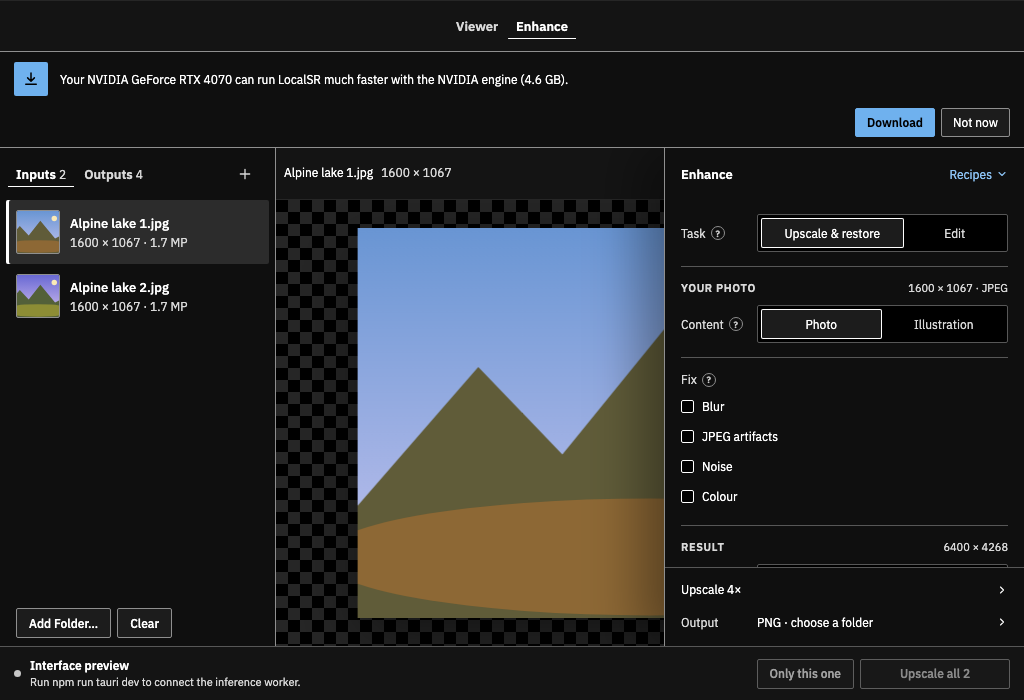 Viewer Enhance
Your NVIDIA GeForce RTX 4070 can run LocalSR much faster with the NVIDIA engine (4.6 GB).
Download Not now
Inputs 2 Outputs 4 +
Alpine lake 1.jpg
1600 × 1067 · 1.7 MP
Alpine lake 2.jpg
1600 × 1067 · 1.7 MP
Add Folder... Clear
Alpine lake 1.jpg 1600 × 1067
Enhance Recipes
Task ? Upscale & restore Edit
YOUR PHOTO 1600 × 1067 · JPEG
Content ? Photo Illustration
Fix ?
Blur
JPEG artifacts
Noise
Colour
RESULT 6400 × 4268
Upscale 4×
Output PNG · choose a folder
Interface preview
Run npm run tauri dev to connect the inference worker.
Only this one Upscale all 2